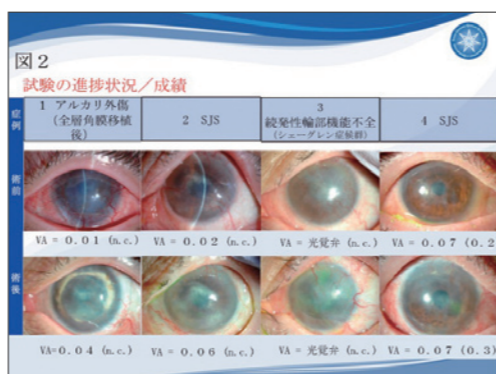 図2
試験の進捗状況／成績
症例
1 アルカリ外傷
（全層角膜移植
後）
2 SJS
3
続発性輪部機能不全
（シェーグレン症候群）
4 SJS
術前
VA = 0.01 (n.c.)
VA = 0.02 (n.c.)
VA = 光覚弁 (n.c.)
VA = 0.07 (0.2
術後
VA=0.04 (n.c.)
VA = 0.06 (n.c.)
VA = 光覚弁 (n.c.)
VA = 0.07 (0.3)